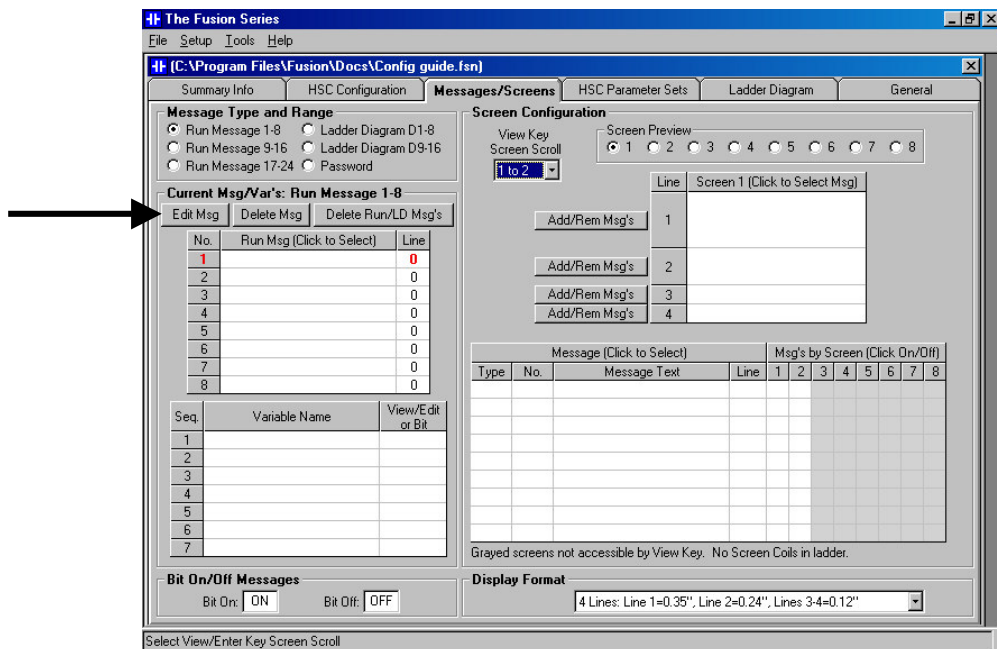 The Fusion Series
File Setup Tools Help
(C:\Program Files\Fusion\Docs\Config guide.fsn)
Summary Info HSC Configuration Messages/Screens HSC Parameter Sets Ladder Diagram General
Message Type and Range
Run Message 1-8 Ladder Diagram D1-8
Run Message 9-16 Ladder Diagram D9-16
Run Message 17-24 Password
Current Msg/Var's: Run Message 1-8
Edit Msg Delete Msg Delete Run/LD Msg's
No. Run Msg (Click to Select) Line
1 0
2 0
3 0
4 0
5 0
6 0
7 0
8 0
Seq. Variable Name View/Edit or Bit
1
2
3
4
5
6
7
Bit On/Off Messages
Bit On: ON Bit Off: OFF
Screen Configuration
View Key
Screen Scroll
1 to 2
Screen Preview
1 2 3 4 5 6 7 8
Line Screen 1 (Click to Select Msg)
Add/Rem Msg's 1
Add/Rem Msg's 2
Add/Rem Msg's 3
Add/Rem Msg's 4
Message (Click to Select) Msg's by Screen (Click On/Off)
Type No. Message Text Line 1 2 3 4 5 6 7 8
Grayed screens not accessible by View Key. No Screen Coils in ladder.
Display Format
4 Lines: Line 1=0.35", Line 2=0.24", Lines 3-4=0.12"
Select View/Enter Key Screen Scroll